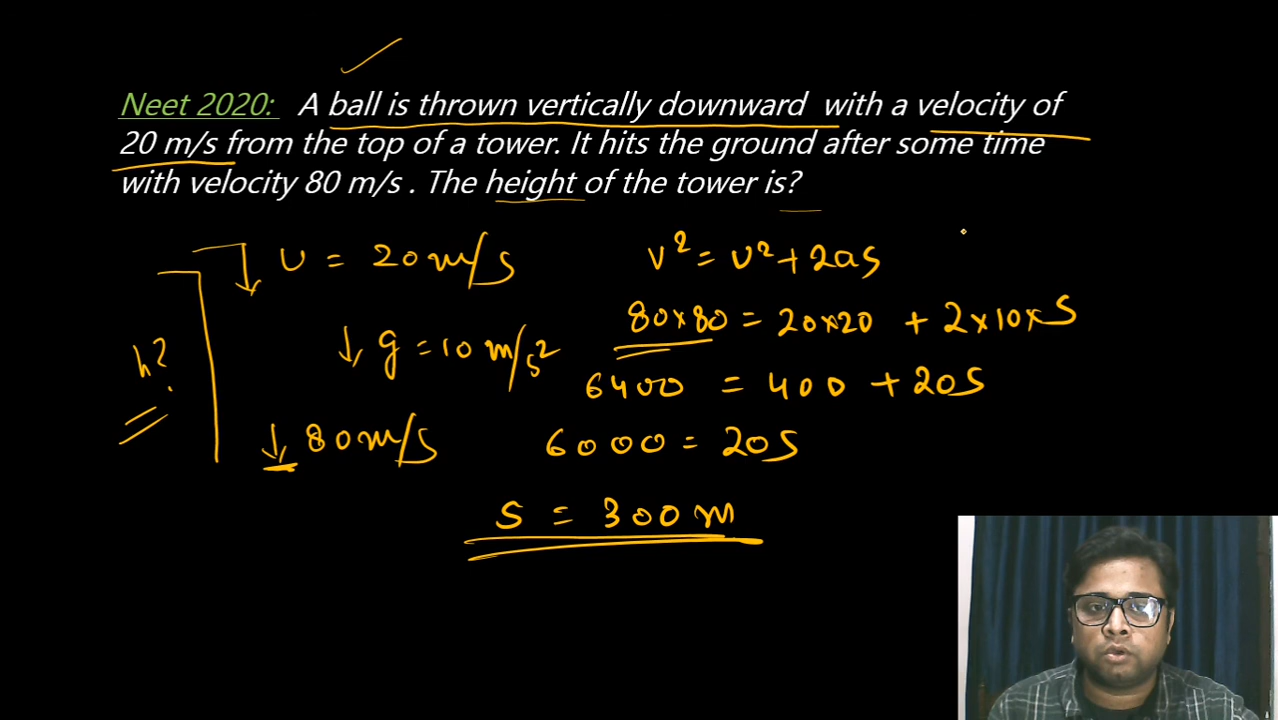 Neet 2020: A ball is thrown vertically downward with a velocity of
20 m/s from the top of a tower. It hits the ground after some time
with velocity 80 m/s . The height of the tower is?
u = 20 m/s
v² = u² + 2as
80×80 = 20×20 + 2×10×s
h?
↓ g = 10 m/s²
6400 = 400 + 20s
↓ 80 m/s
6000 = 20s
s = 300 m